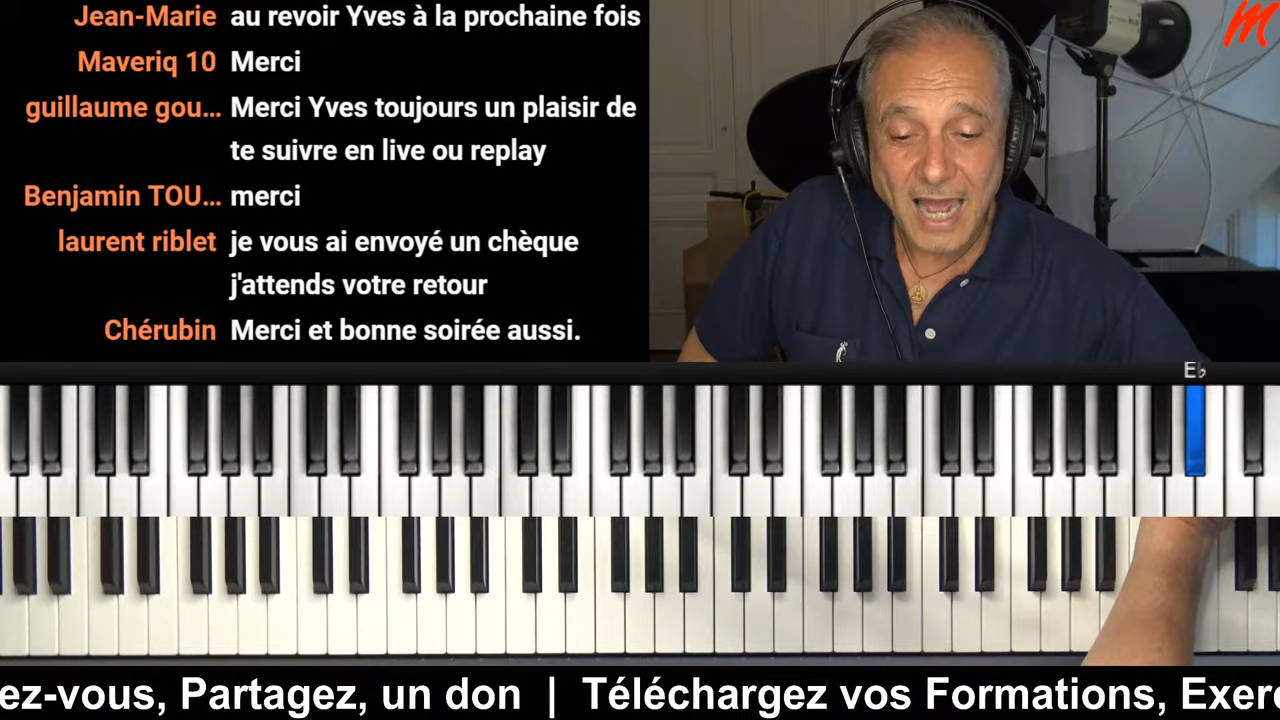 Jean-Marie au revoir Yves à la prochaine fois
Maveriq 10 Merci
guillaume gou... Merci Yves toujours un plaisir de
te suivre en live ou replay
Benjamin TOU... merci
laurent riblet je vous ai envoyé un chèque
j'attends votre retour
Chérubin Merci et bonne soirée aussi.
M
E♭
ez-vous, Partagez, un don | Téléchargez vos Formations, Exer